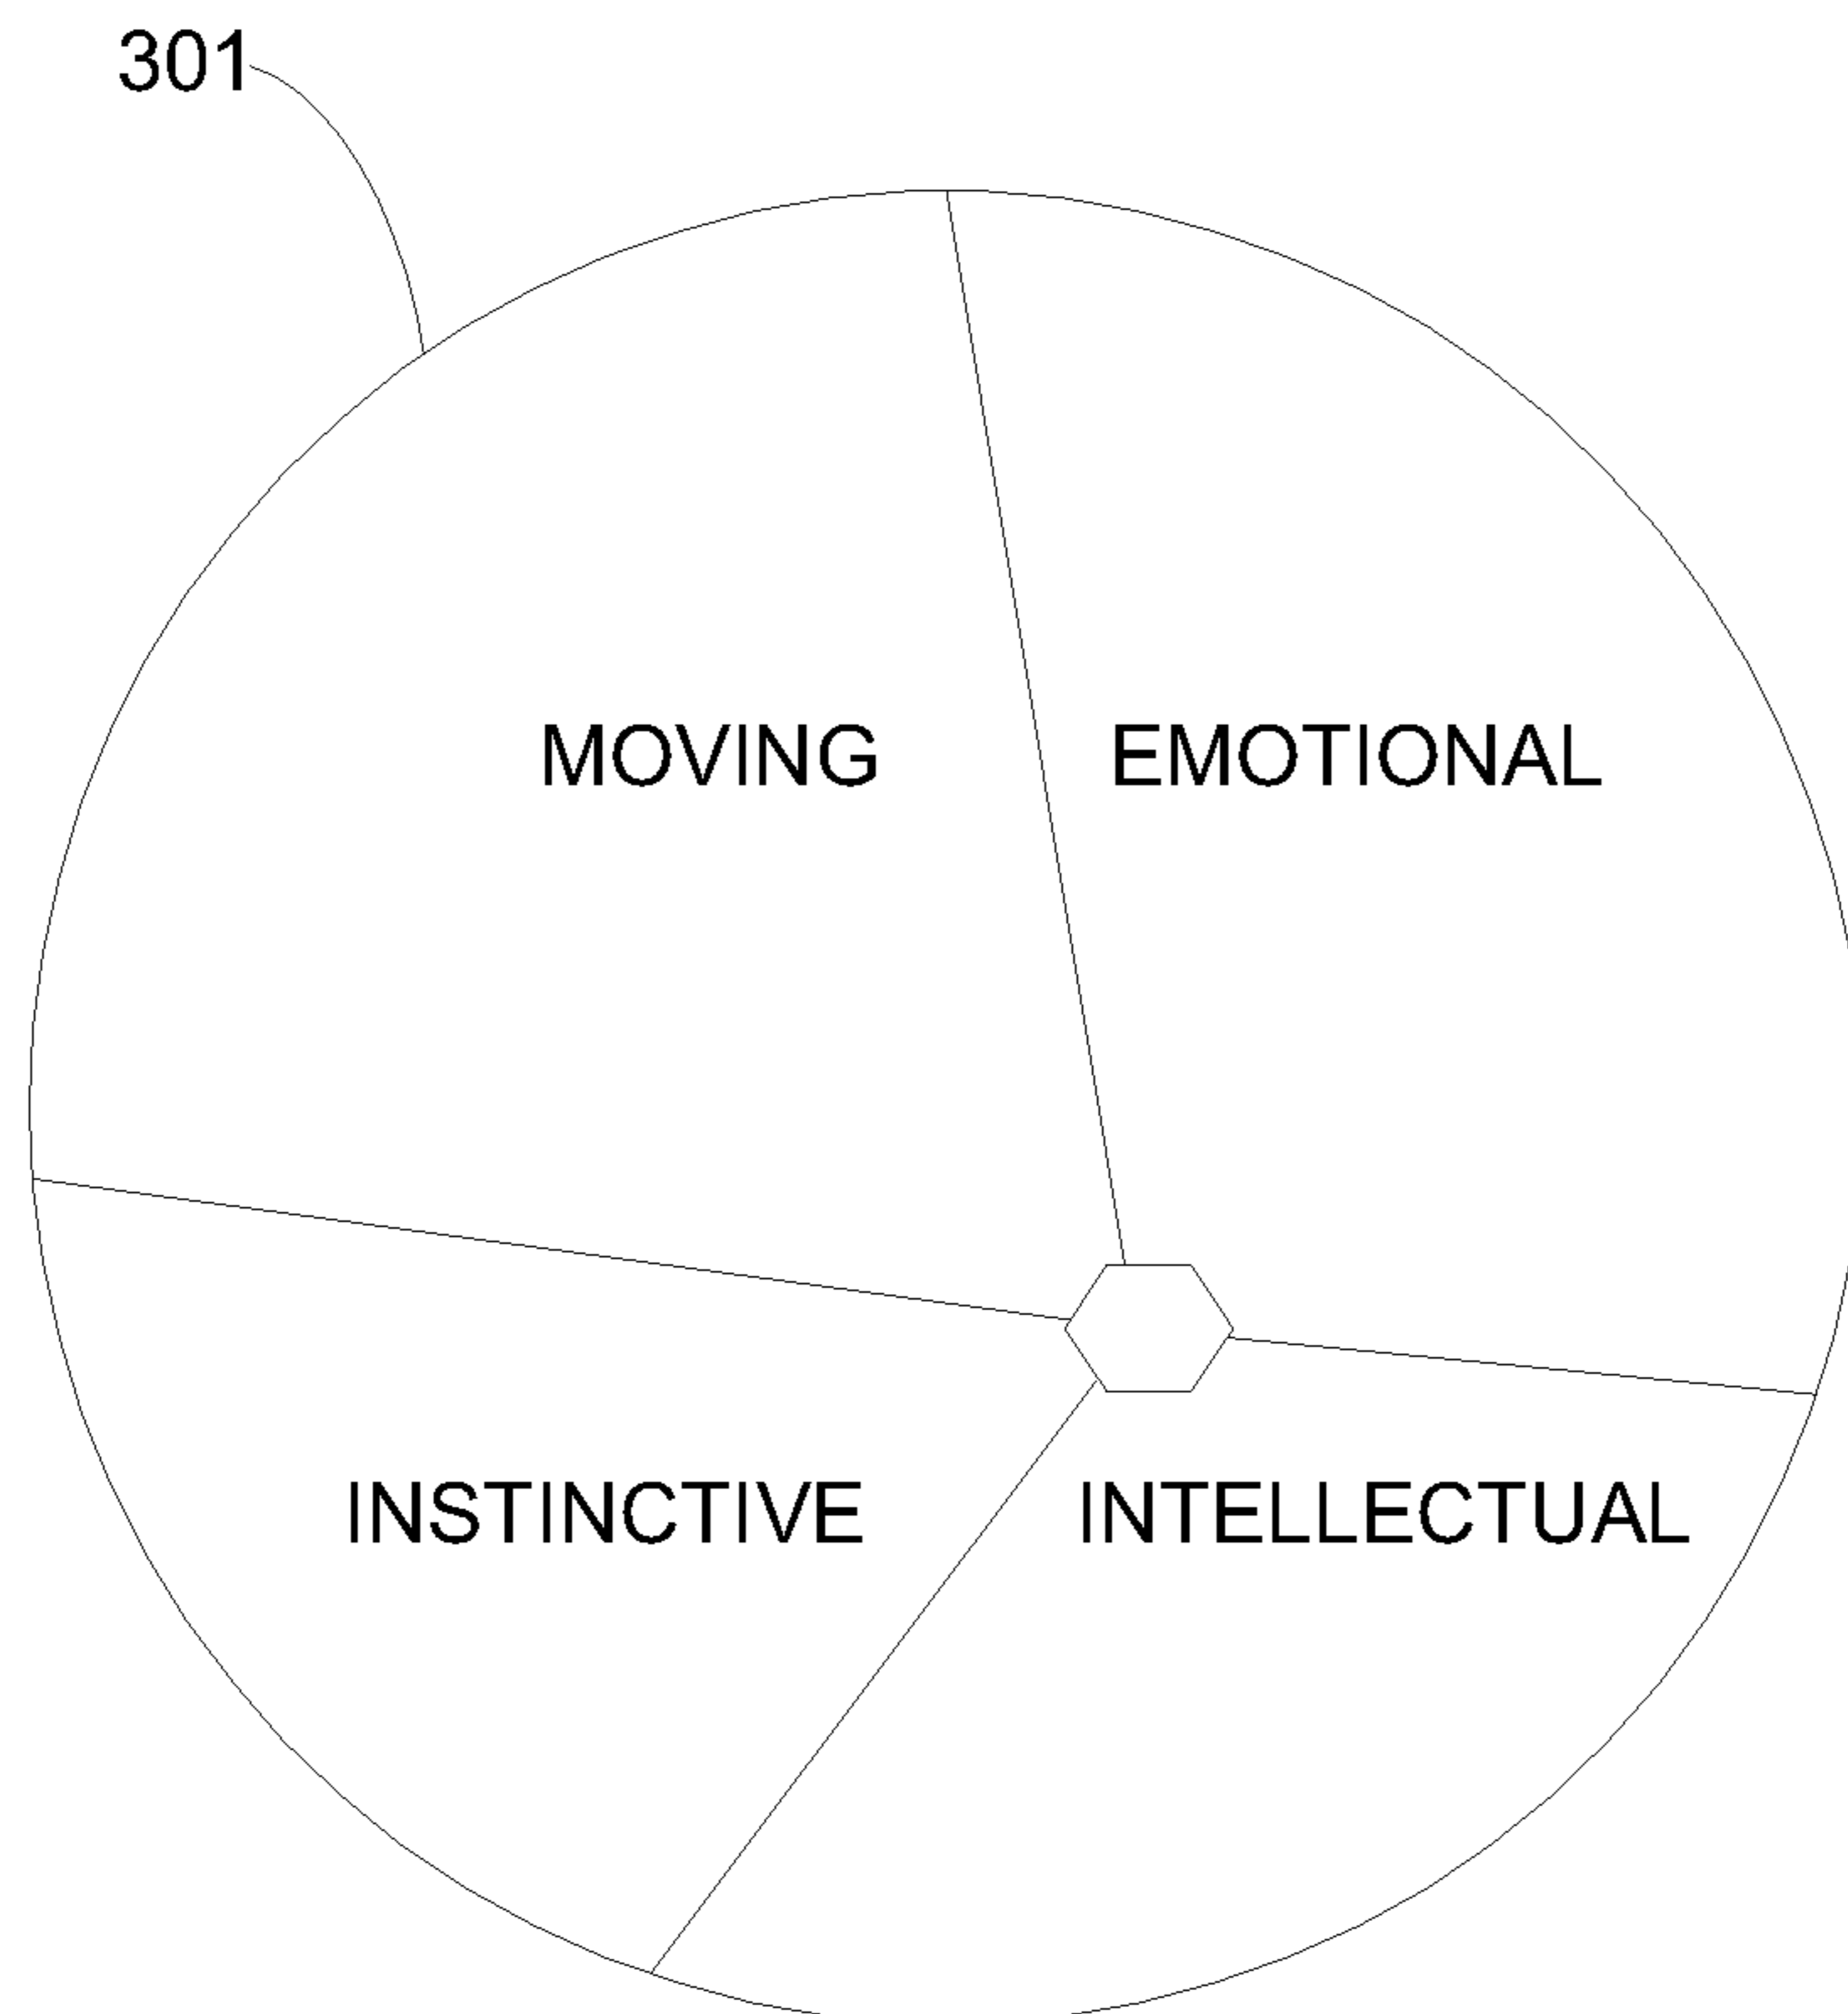 301
MOVING
EMOTIONAL
INSTINCTIVE
INTELLECTUAL